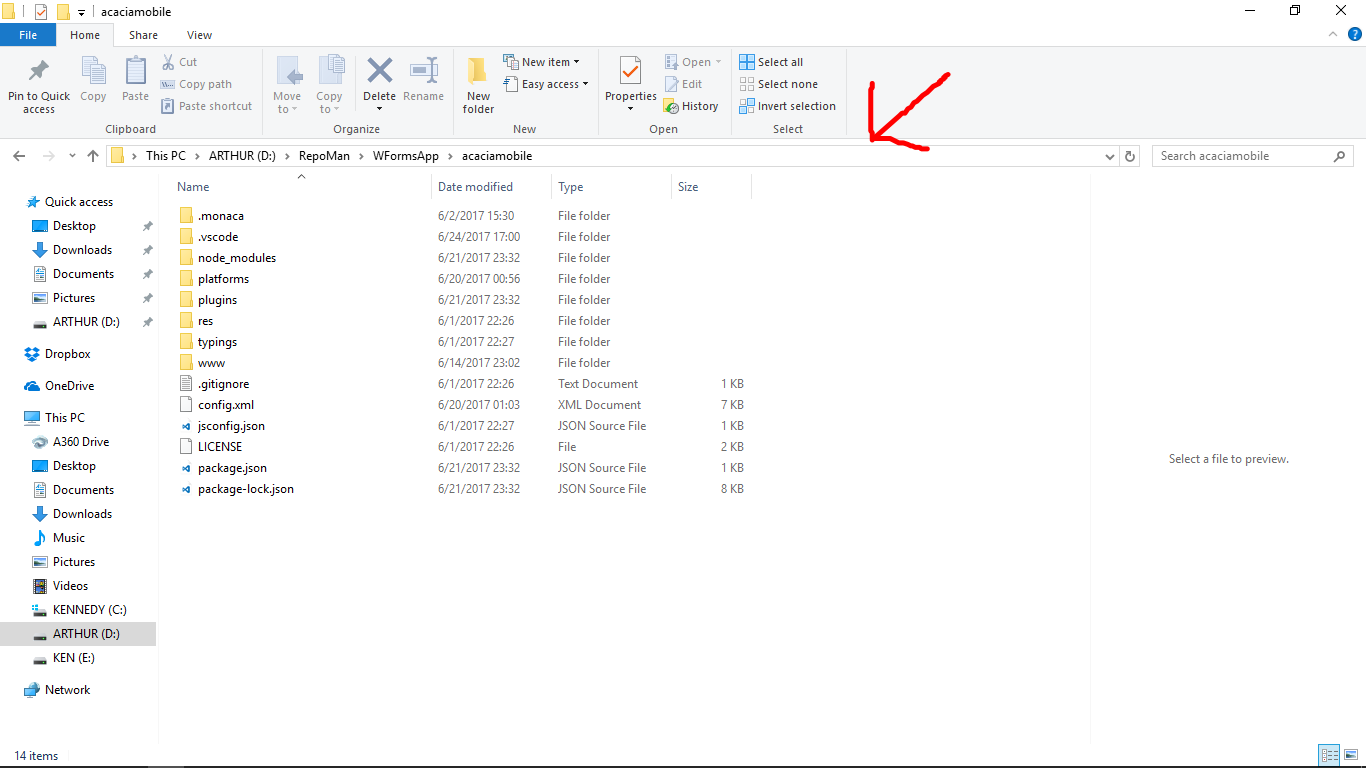 acaciamobile
File Home Share View
Pin to Quick access
Copy
Paste
Cut
Copy path
Paste shortcut
Clipboard
Move to
Copy to
Delete
Rename
Organize
New folder
New item
Easy access
New
Properties
Open
Edit
History
Open
Select all
Select none
Invert selection
Select
This PC > ARTHUR (D:) > RepoMan > WFormsApp > acaciamobile
Search acaciamobile
Quick access
Desktop
Downloads
Documents
Pictures
ARTHUR (D:)
Dropbox
OneDrive
This PC
A360 Drive
Desktop
Documents
Downloads
Music
Pictures
Videos
KENNEDY (C:)
ARTHUR (D:)
KEN (E:)
Network
Name Date modified Type Size
.monaca 6/2/2017 15:30 File folder
.vscode 6/24/2017 17:00 File folder
node_modules 6/21/2017 23:32 File folder
platforms 6/20/2017 00:56 File folder
plugins 6/21/2017 23:32 File folder
res 6/1/2017 22:26 File folder
typings 6/1/2017 22:27 File folder
www 6/14/2017 23:02 File folder
.gitignore 6/1/2017 22:26 Text Document 1 KB
config.xml 6/20/2017 01:03 XML Document 7 KB
jsconfig.json 6/1/2017 22:27 JSON Source File 1 KB
LICENSE 6/1/2017 22:26 File 2 KB
package.json 6/21/2017 23:32 JSON Source File 1 KB
package-lock.json 6/21/2017 23:32 JSON Source File 8 KB
Select a file to preview.
14 items